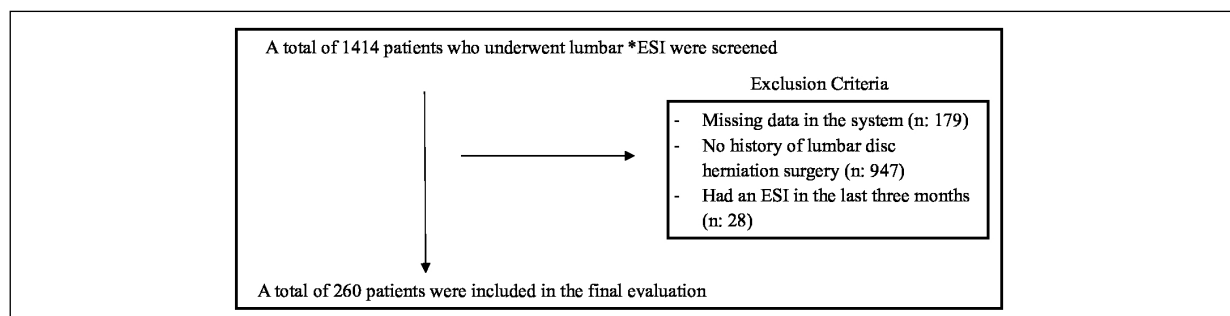 A total of 1414 patients who underwent lumbar *ESI were screened
Exclusion Criteria
- Missing data in the system (n: 179)
- No history of lumbar disc
herniation surgery (n: 947)
- Had an ESI in the last three months
(n: 28)
A total of 260 patients were included in the final evaluation